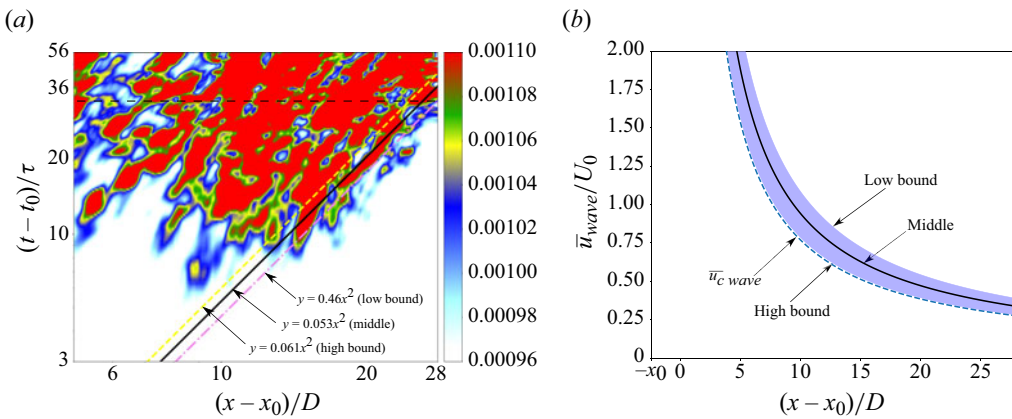 (a)
56
36
20
10
3
(t – t0)/τ
6
10
20
28
(x – x0)/D
y = 0.46x2 (low bound)
y = 0.053x2 (middle)
y = 0.061x2 (high bound)
0.00110
0.00108
0.00106
0.00104
0.00102
0.00100
0.00098
0.00096
(b)
2.00
1.75
1.50
1.25
1.00
0.75
0.50
0.25
0
u̅wave/U0
Low bound
Middle
u̅c wave
High bound
–x0
0
5
10
15
20
25
(x – x0)/D